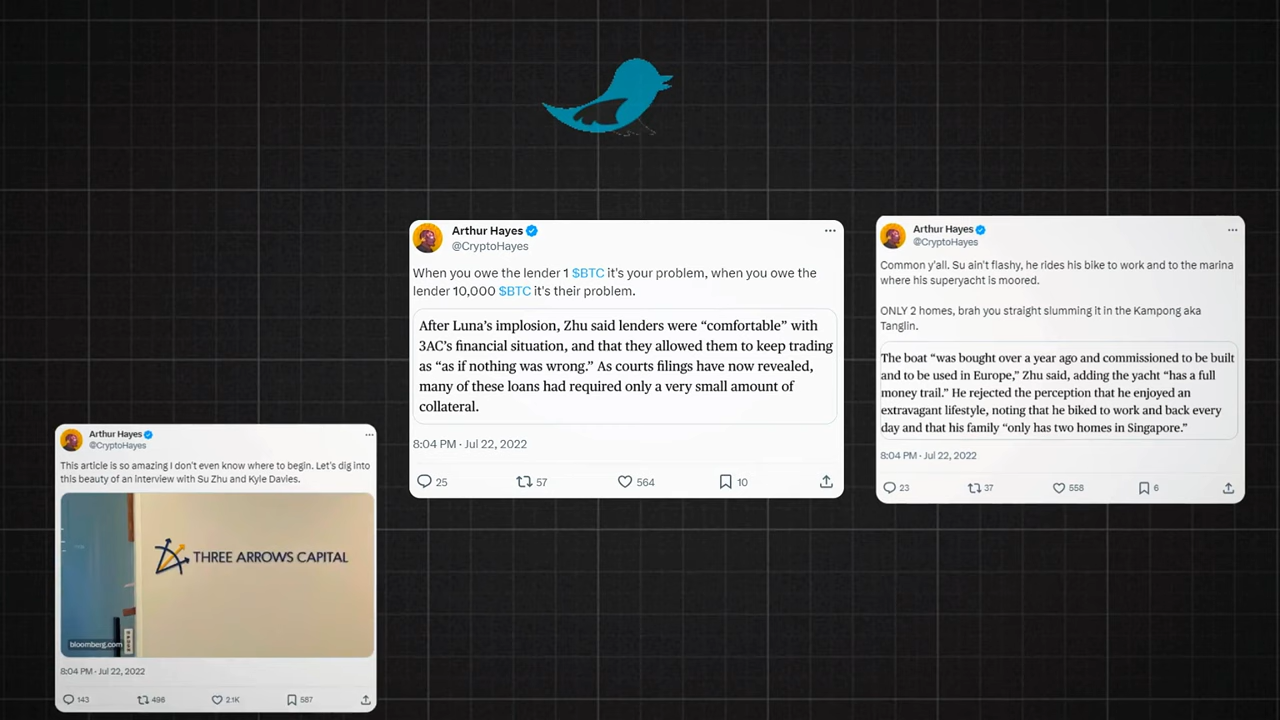 Arthur Hayes
@CryptoHayes
This article is so amazing I don't even know where to begin. Let's dig into
this beauty of an interview with Su Zhu and Kyle Davies.
THREE ARROWS CAPITAL
bloomberg.com
8:04 PM · Jul 22, 2022
143 498 2.1K 587
Arthur Hayes
@CryptoHayes
When you owe the lender 1 $BTC it's your problem, when you owe the
lender 10,000 $BTC it's their problem.
After Luna's implosion, Zhu said lenders were “comfortable” with
3AC's financial situation, and that they allowed them to keep trading
as “as if nothing was wrong.” As courts filings have now revealed,
many of these loans had required only a very small amount of
collateral.
8:04 PM · Jul 22, 2022
25 57 564 10
Arthur Hayes
@CryptoHayes
Common y'all. Su ain't flashy, he rides his bike to work and to the marina
where his superyacht is moored.
ONLY 2 homes, brah you straight slumming it in the Kampong aka
Tanglin.
The boat “was bought over a year ago and commissioned to be built
and to be used in Europe,” Zhu said, adding the yacht “has a full
money trail.” He rejected the perception that he enjoyed an
extravagant lifestyle, noting that he biked to work and back every
day and that his family “only has two homes in Singapore.”
8:04 PM · Jul 22, 2022
23 37 558 6